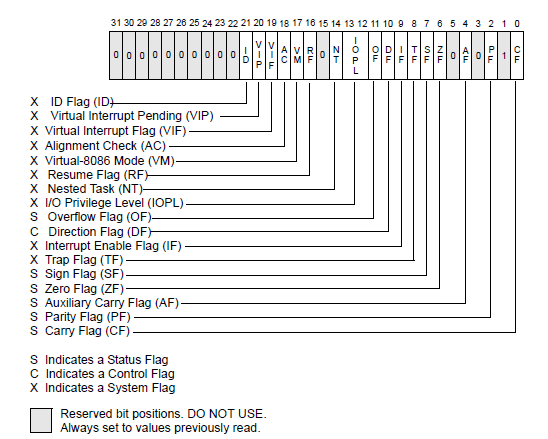 31 30 29 28 27 26 25 24 23 22 21 20 19 18 17 16 15 14 13 12 11 10 9 8 7 6 5 4 3 2 1 0
0 0 0 0 0 0 0 0 0 0 ID VIP VIF AC VM RF 0 NT IOPL OF DF IF TF SF ZF 0 AF 0 PF 1 CF
X ID Flag (ID)
X Virtual Interrupt Pending (VIP)
X Virtual Interrupt Flag (VIF)
X Alignment Check (AC)
X Virtual-8086 Mode (VM)
X Resume Flag (RF)
X Nested Task (NT)
X I/O Privilege Level (IOPL)
S Overflow Flag (OF)
C Direction Flag (DF)
X Interrupt Enable Flag (IF)
X Trap Flag (TF)
S Sign Flag (SF)
S Zero Flag (ZF)
S Auxiliary Carry Flag (AF)
S Parity Flag (PF)
S Carry Flag (CF)
S Indicates a Status Flag
C Indicates a Control Flag
X Indicates a System Flag
Reserved bit positions. DO NOT USE.
Always set to values previously read.